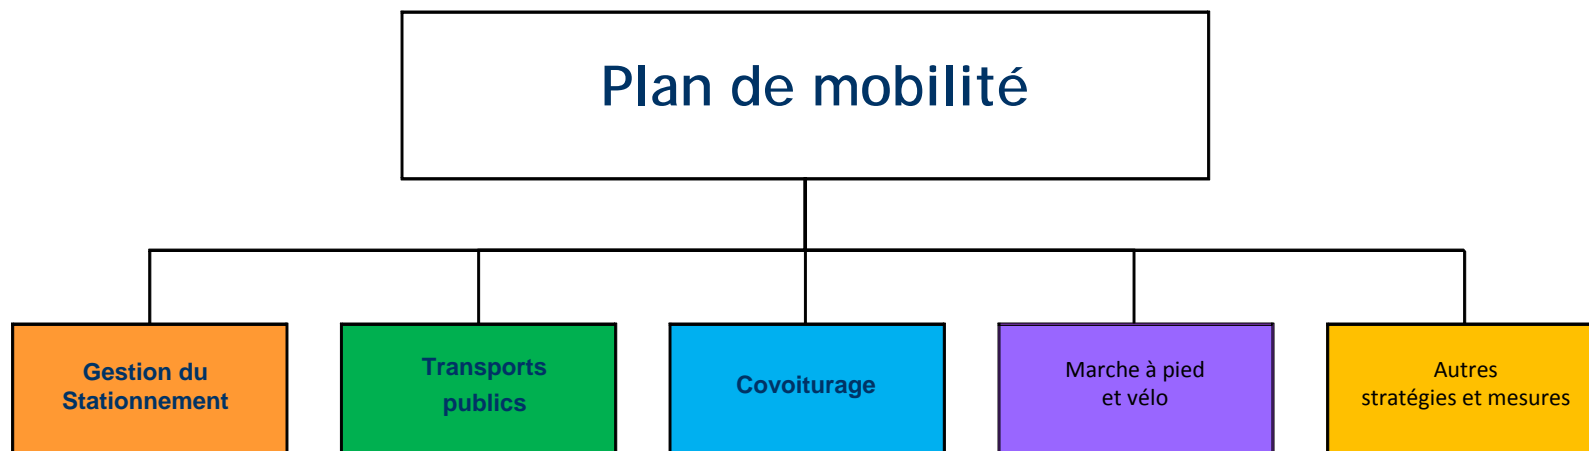 Plan de mobilité
Gestion du
Stationnement
Transports
publics
Covoiturage
Marche à pied
et vélo
Autres
stratégies et mesures